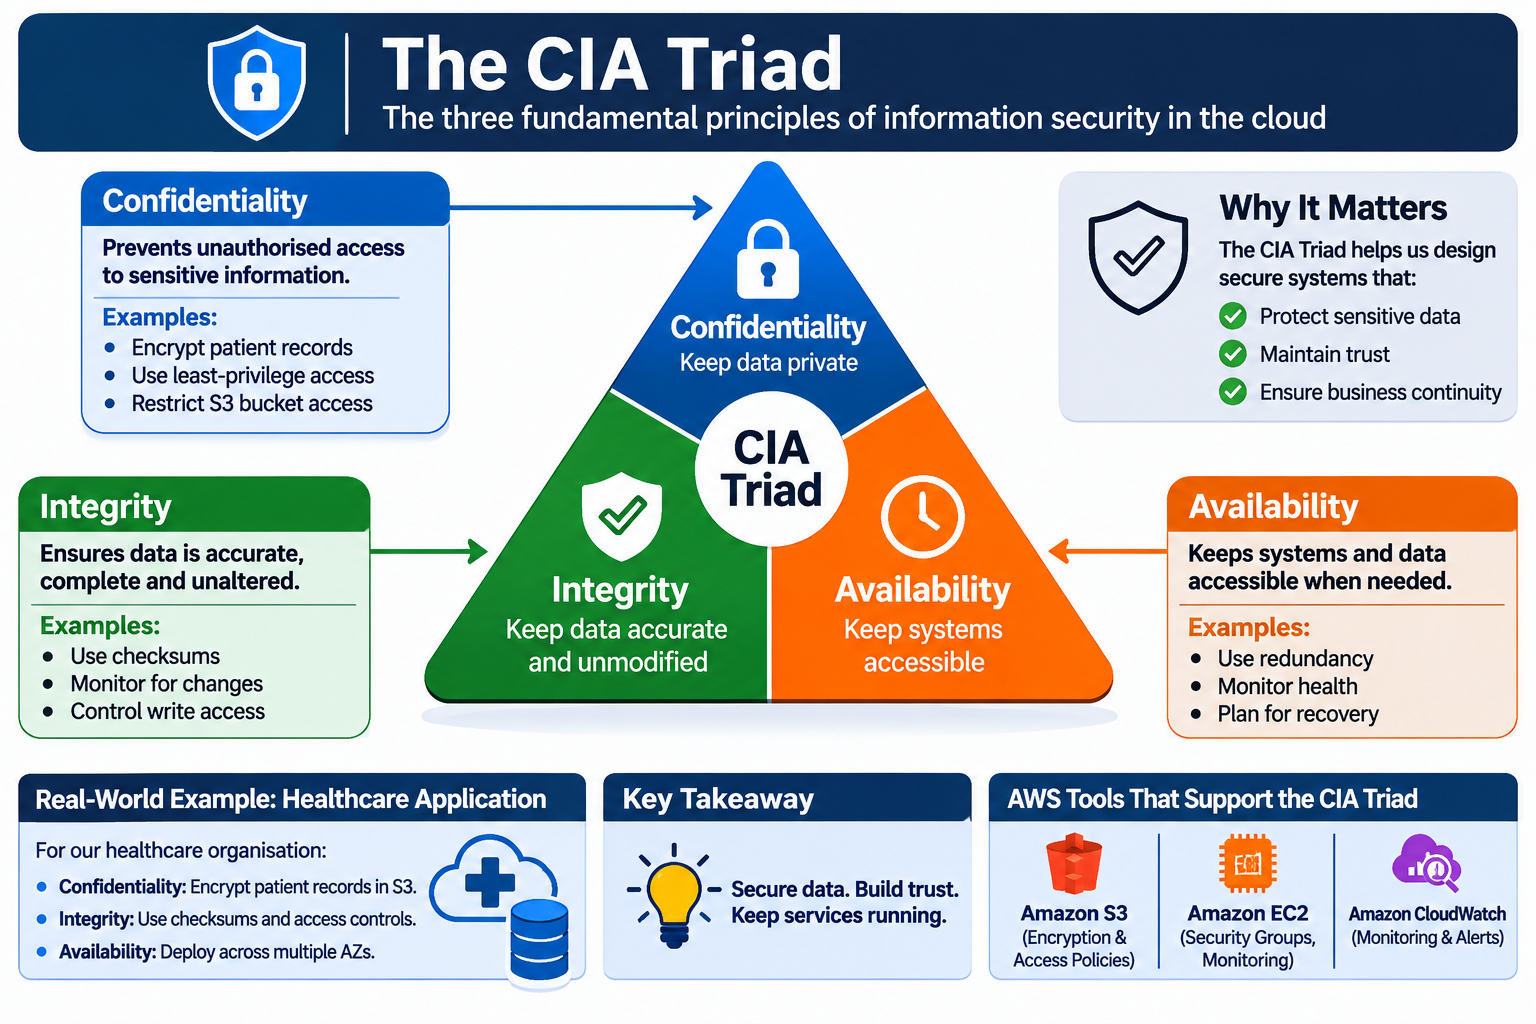 The CIA Triad
The three fundamental principles of information security in the cloud
Confidentiality
Prevents unauthorised access
to sensitive information.
Examples:
• Encrypt patient records
• Use least-privilege access
• Restrict S3 bucket access
Confidentiality
Keep data private
CIA
Triad
Integrity
Keep data accurate
and unmodified
Availability
Keep systems
accessible
Why It Matters
The CIA Triad helps us design
secure systems that:
Protect sensitive data
Maintain trust
Ensure business continuity
Integrity
Ensures data is accurate,
complete and unaltered.
Examples:
• Use checksums
• Monitor for changes
• Control write access
Availability
Keeps systems and data
accessible when needed.
Examples:
• Use redundancy
• Monitor health
• Plan for recovery
Real-World Example: Healthcare Application
For our healthcare organisation:
• Confidentiality: Encrypt patient records in S3.
• Integrity: Use checksums and access controls.
• Availability: Deploy across multiple AZs.
Key Takeaway
Secure data. Build trust.
Keep services running.
AWS Tools That Support the CIA Triad
Amazon S3
(Encryption &
Access Policies)
Amazon EC2
(Security Groups,
Monitoring)
Amazon CloudWatch
(Monitoring & Alerts)